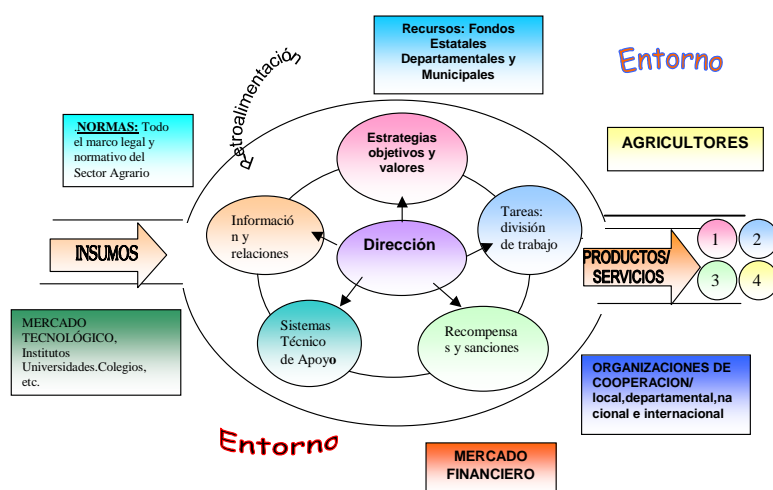 Recursos: Fondos
Estatales
Departamentales y
Municipales
Entorno
etroalimentación
.NORMAS: Todo
el marco legal y
normativo del
Sector Agrario
Estrategias
objetivos y
valores
AGRICULTORES
Informació
n y
relaciones
Dirección
Tareas:
división
de trabajo
INSUMOS
PRODUCTOS/
SERVICIOS
1
2
3
4
MERCADO
TECNOLÓGICO,
Institutos
Universidades.Colegios,
etc.
Sistemas
Técnico
de Apoyo
Recompensa
s y sanciones
ORGANIZACIONES DE
COOPERACION/
local,departamental,na
cional e internacional
Entorno
MERCADO
FINANCIERO